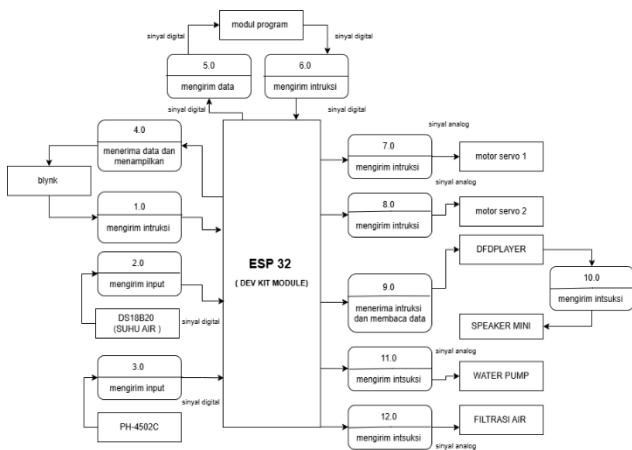 modul program
sinyal digital
sinyal digital
5.0
mengirim data
6.0
mengirim intruksi
sinyal digital
sinyal digital
4.0
menerima data dan
menampilkan
blynk
1.0
mengirim intruksi
2.0
mengirim input
DS18B20
(SUHU AIR )
sinyal digital
3.0
mengirim input
sinyal digital
PH-4502C
ESP 32
( DEV KIT MODULE)
sinyal analog
7.0
mengirim intruksi
motor servo 1
sinyal analog
8.0
mengirim intruksi
motor servo 2
DFDPLAYER
9.0
menerima intruksi
dan membaca data
10.0
mengirim intsuksi
SPEAKER MINI
sinyal analog
11.0
mengirim intsuksi
WATER PUMP
12.0
mengirim intsuksi
FILTRASI AIR
sinyal analog